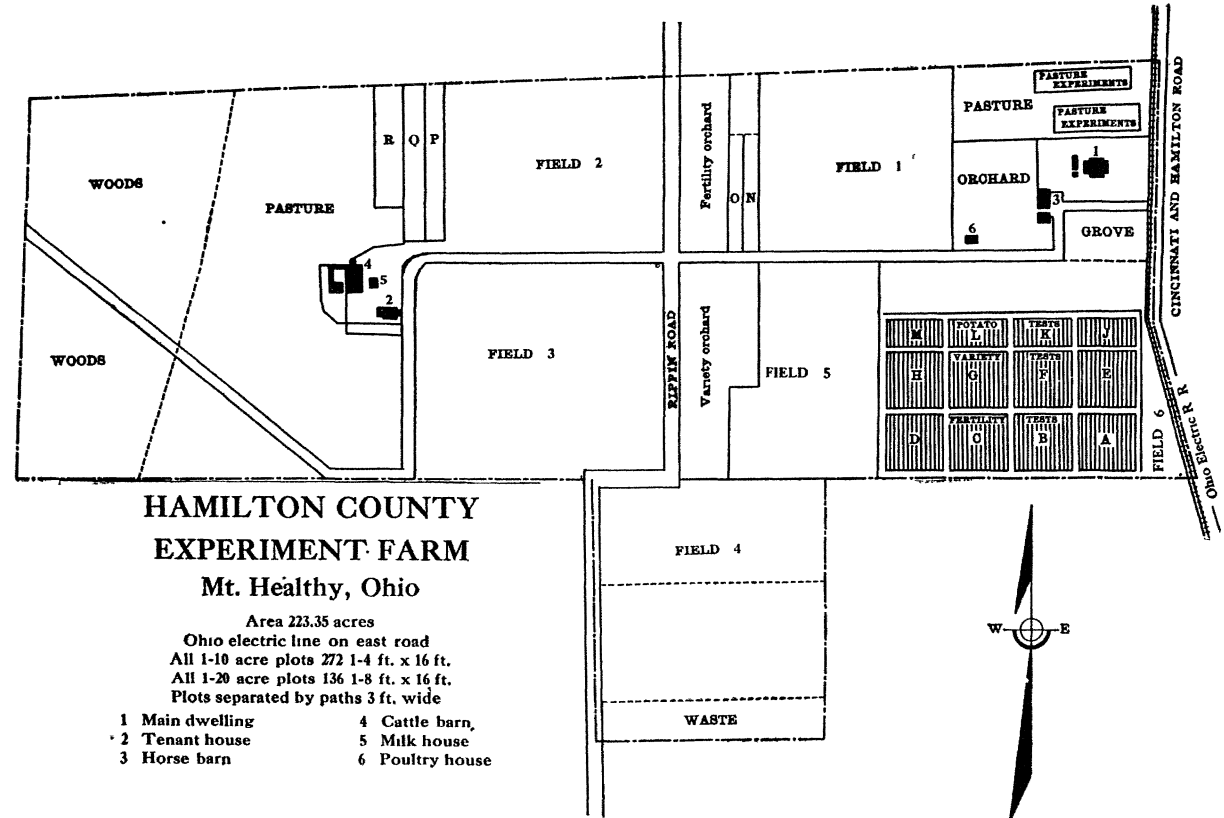 PASTURE
EXPERIMENTS
PASTURE
PASTURE
EXPERIMENTS
CINCINNATI AND HAMILTON ROAD
R
Q
P
FIELD 2
Fertility orchard
O
N
FIELD 1
ORCHARD
1
3
6
GROVE
WOODS
PASTURE
4
5
2
WOODS
FIELD 3
RIPPIN ROAD
Variety orchard
FIELD 5
M
POTATO
L
TESTS
K
J
H
VARIETY
G
TESTS
F
E
D
FERTILITY
C
TESTS
B
A
FIELD 6
Ohio Electric R R
FIELD 4
WASTE
W
E
HAMILTON COUNTY
EXPERIMENT FARM
Mt. Healthy, Ohio
Area 223.35 acres
Ohio electric line on east road
All 1-10 acre plots 272 1-4 ft. x 16 ft.
All 1-20 acre plots 136 1-8 ft. x 16 ft.
Plots separated by paths 3 ft. wide
1 Main dwelling
2 Tenant house
3 Horse barn
4 Cattle barn
5 Milk house
6 Poultry house